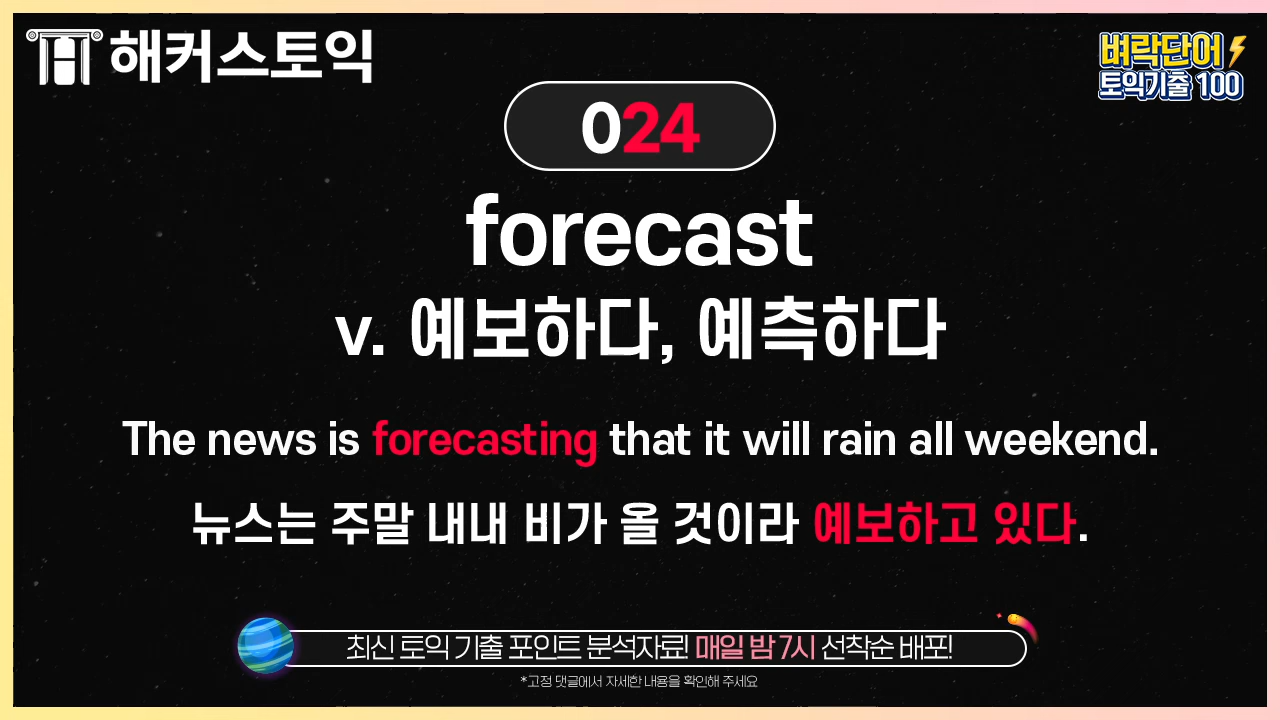 해커스토익
벼락단어
토익기출 100
024
forecast
v. 예보하다, 예측하다
The news is forecasting that it will rain all weekend.
뉴스는 주말 내내 비가 올 것이라 예보하고 있다.
최신 토익 기출 포인트 분석자료! 매일 밤 7시 선착순 배포!
*고정 댓글에서 자세한 내용을 확인해 주세요